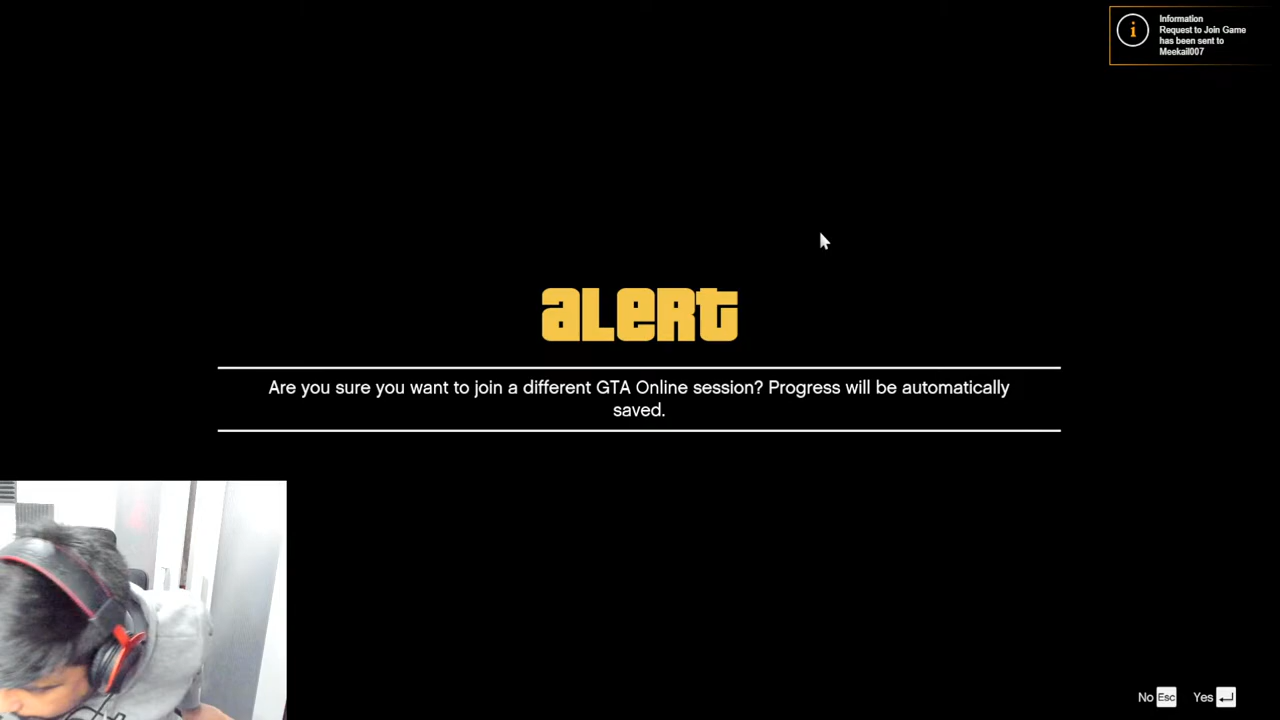 Information
Request to Join Game
has been sent to
Meekail007
aLeRt
Are you sure you want to join a different GTA Online session? Progress will be automatically
saved.
No Esc Yes